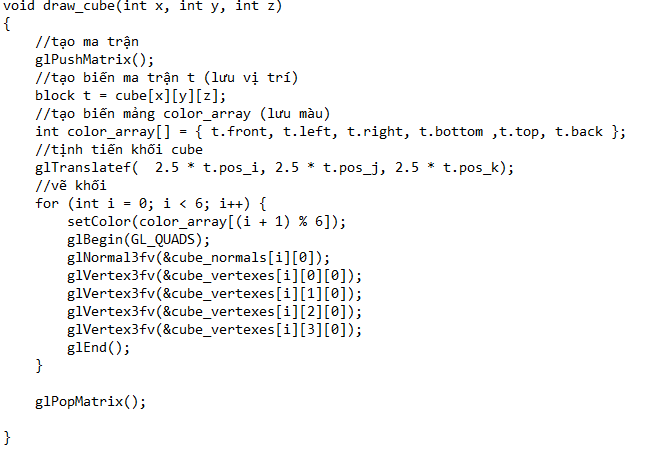 void draw_cube(int x, int y, int z)
{
    //tạo ma trận
    glPushMatrix();
    //tạo biến ma trận t (lưu vị trí)
    block t = cube[x][y][z];
    //tạo biến mảng color_array (lưu màu)
    int color_array[] = { t.front, t.left, t.right, t.bottom ,t.top, t.back };
    //tịnh tiến khối cube
    glTranslatef(  2.5 * t.pos_i, 2.5 * t.pos_j, 2.5 * t.pos_k);
    //vẽ khối
    for (int i = 0; i < 6; i++) {
        setColor(color_array[(i + 1) % 6]);
        glBegin(GL_QUADS);
        glNormal3fv(&cube_normals[i][0]);
        glVertex3fv(&cube_vertexes[i][0][0]);
        glVertex3fv(&cube_vertexes[i][1][0]);
        glVertex3fv(&cube_vertexes[i][2][0]);
        glVertex3fv(&cube_vertexes[i][3][0]);
        glEnd();
    }

    glPopMatrix();

}